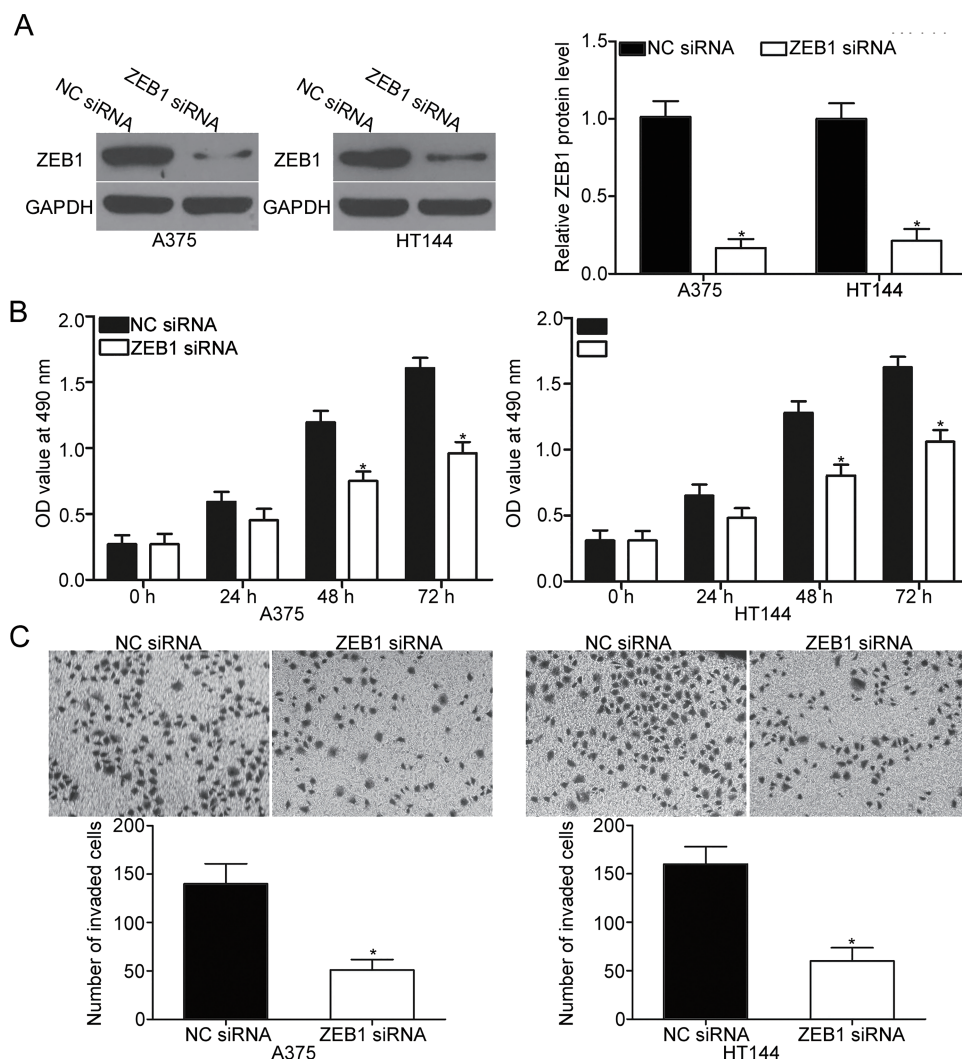 A
NC siRNA
ZEB1 siRNA
NC siRNA
ZEB1 siRNA
ZEB1
GAPDH
A375
ZEB1
GAPDH
HT144
Relative ZEB1 protein level
1.5
1.0
0.5
0.0
NC siRNA
ZEB1 siRNA
*
*
A375
HT144
B
OD value at 490 nm
2.0
1.5
1.0
0.5
0.0
NC siRNA
ZEB1 siRNA
*
*
0 h
24 h
48 h
72 h
A375
OD value at 490 nm
2.0
1.5
1.0
0.5
0.0
*
*
0 h
24 h
48 h
72 h
HT144
C
NC siRNA
ZEB1 siRNA
NC siRNA
ZEB1 siRNA
Number of invaded cells
200
150
100
50
0
*
NC siRNA
ZEB1 siRNA
A375
Number of invaded cells
200
150
100
50
0
*
NC siRNA
ZEB1 siRNA
HT144